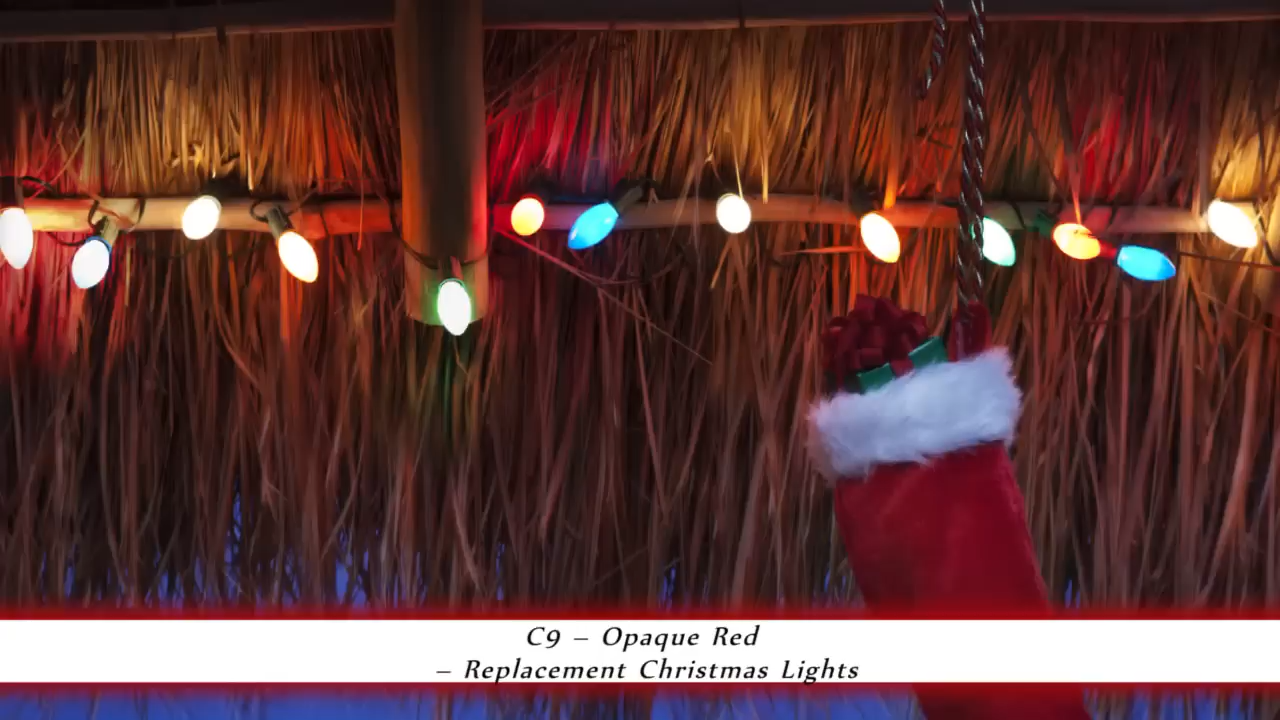 C9 – Opaque Red
– Replacement Christmas Lights